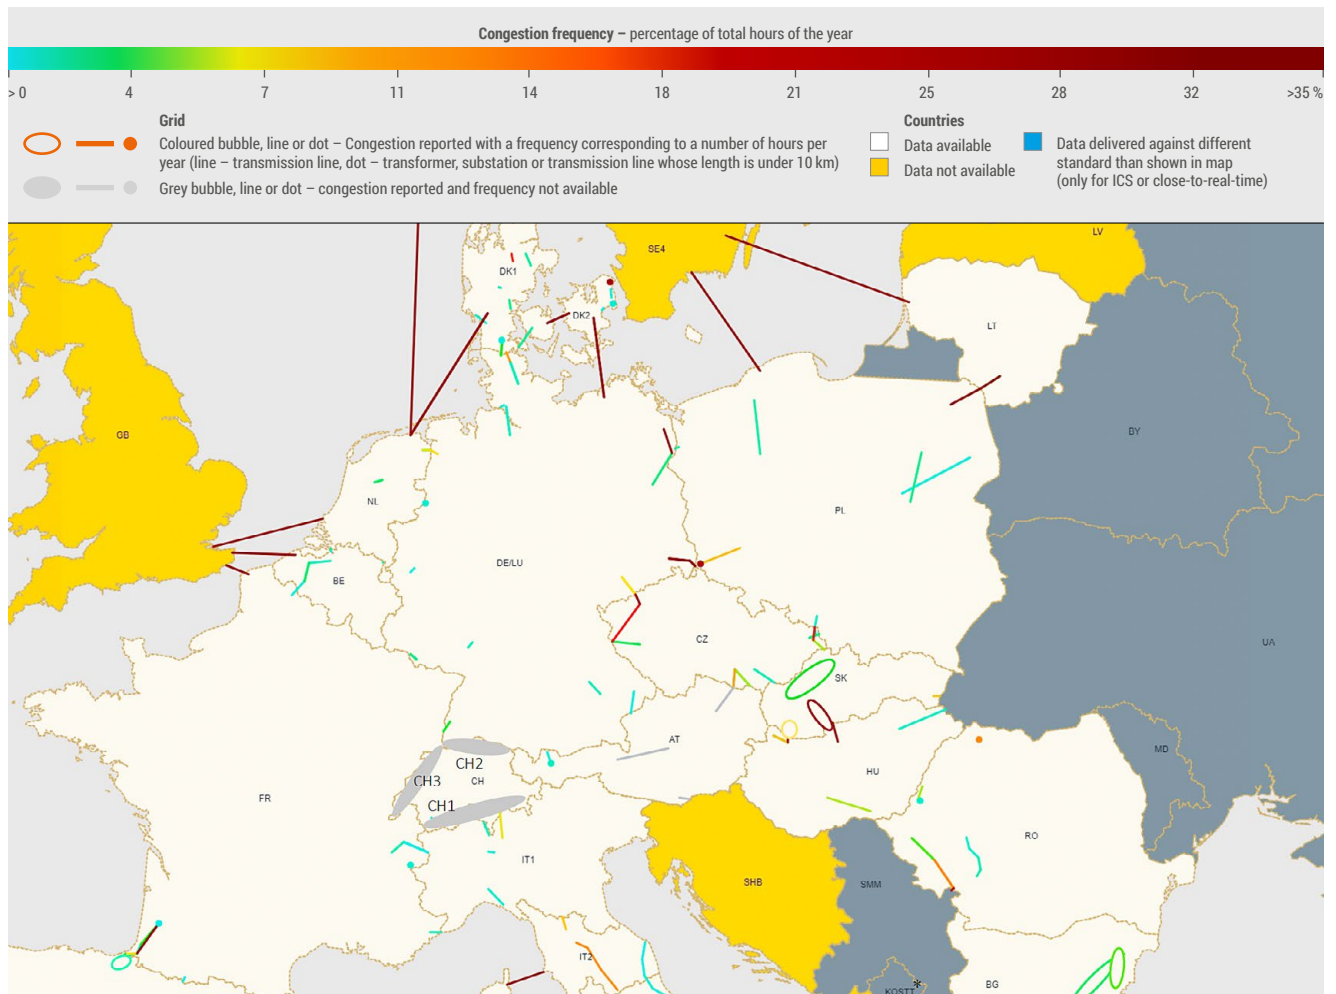 Congestion frequency – percentage of total hours of the year
> 0 4 7 11 14 18 21 25 28 32 >35 %
Grid
Coloured bubble, line or dot – Congestion reported with a frequency corresponding to a number of hours per
year (line – transmission line, dot – transformer, substation or transmission line whose length is under 10 km)
Grey bubble, line or dot – congestion reported and frequency not available
Countries
Data available
Data not available
Data delivered against different
standard than shown in map
(only for ICS or close-to-real-time)
LV
SE4
DK1
DK2
LT
GB
BY
NL
PL
DE/LU
BE
CZ
UA
SK
AT
MD
CH2
CH3
CH
HU
FR
CH1
RO
IT1
SHB
SMM
IT2
BG
KOSTT *